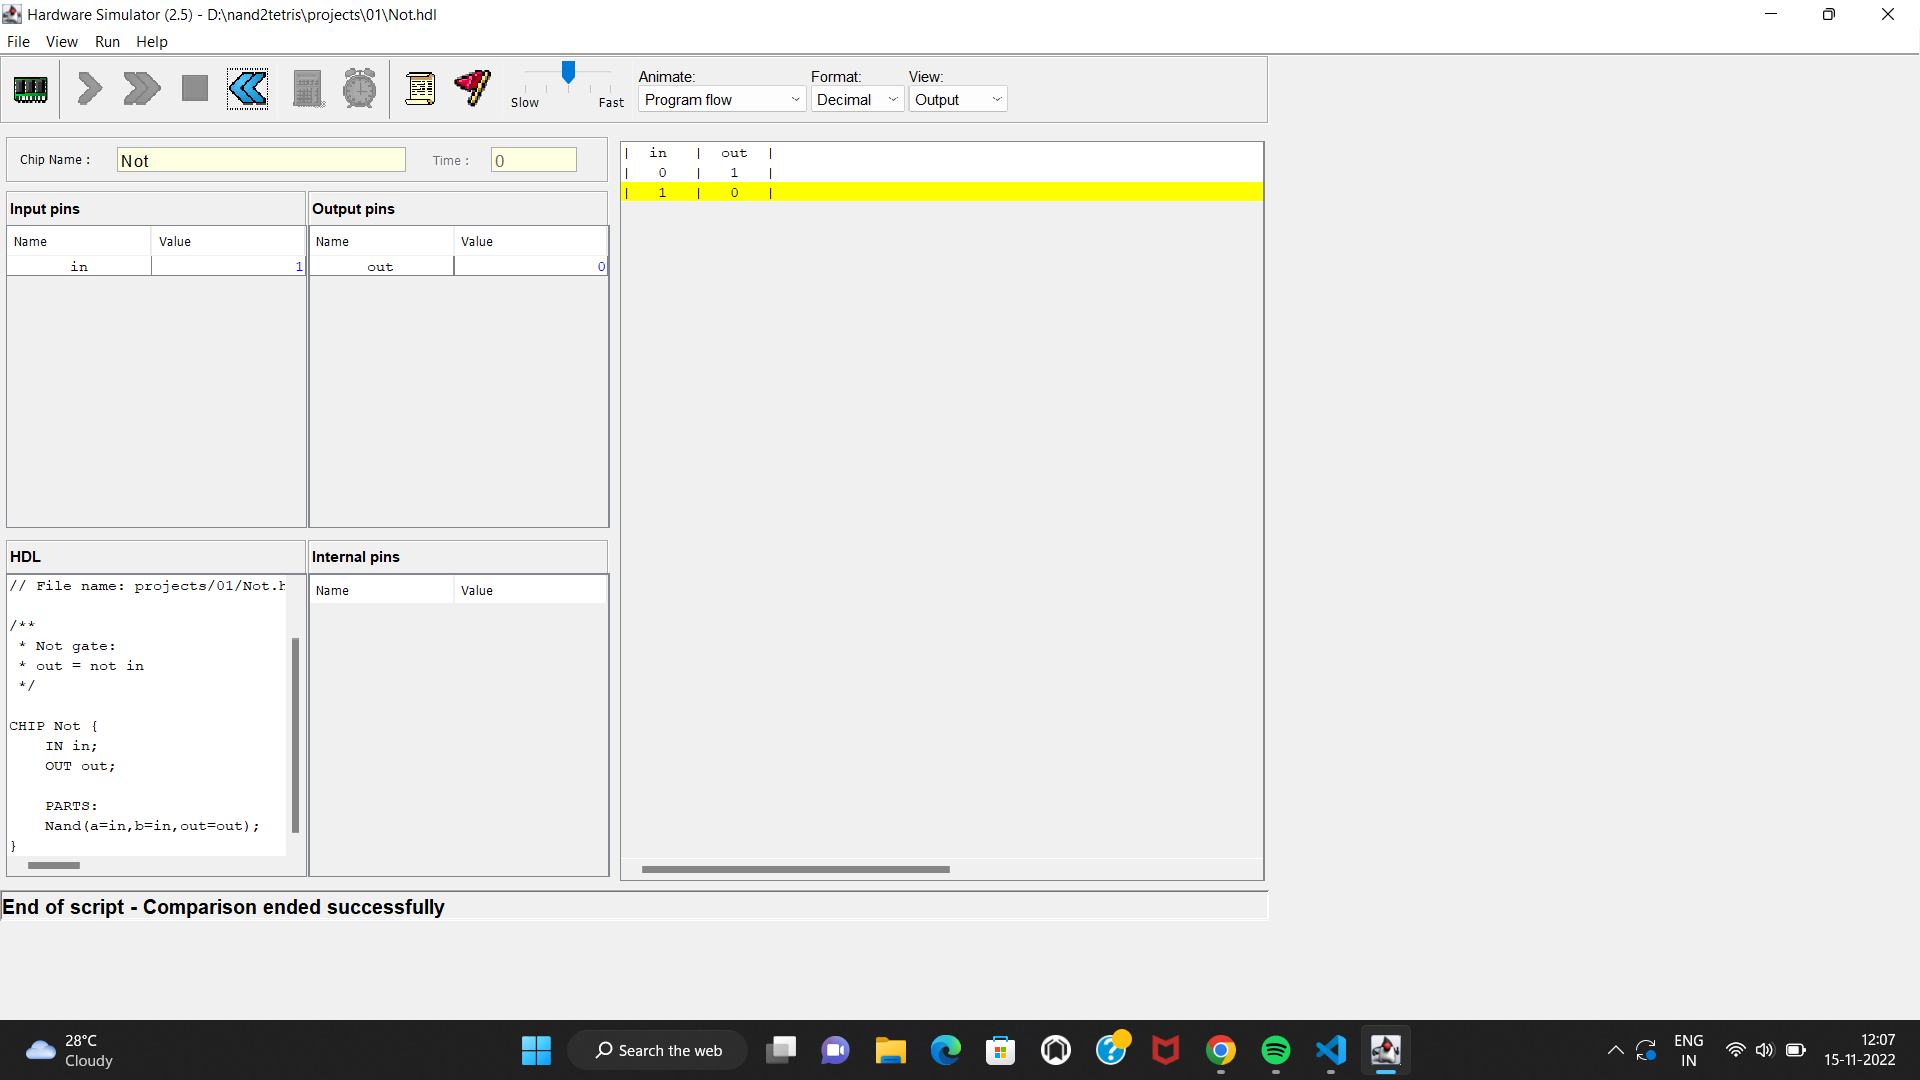 Hardware Simulator (2.5) - D:\nand2tetris\projects\01\Not.hdl
File View Run Help
Slow Fast
Animate: Format: View:
Program flow Decimal Output
Chip Name : Not Time : 0
| in | out |
| 0 | 1 |
| 1 | 0 |
Input pins
Name Value
in 1
Output pins
Name Value
out 0
HDL
// File name: projects/01/Not.h
/**
* Not gate:
* out = not in
*/
CHIP Not {
IN in;
OUT out;
PARTS:
Nand(a=in,b=in,out=out);
}
Internal pins
Name Value
End of script - Comparison ended successfully
28°C
Cloudy
Search the web
ENG
IN
12:07
15-11-2022